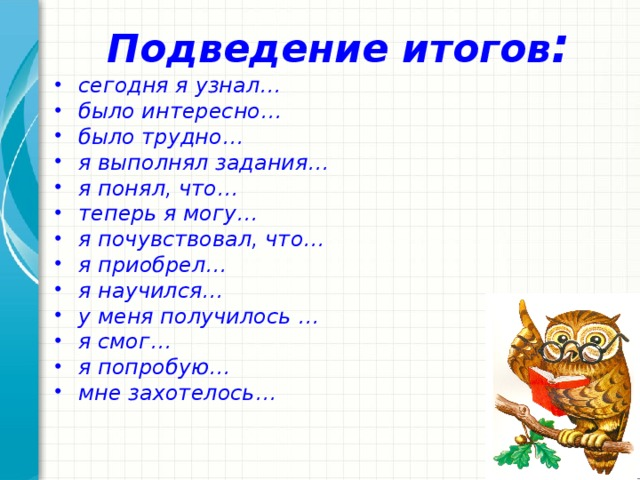 Подведение итогов:
• сегодня я узнал…
• было интересно…
• было трудно…
• я выполнял задания…
• я понял, что…
• теперь я могу…
• я почувствовал, что…
• я приобрел…
• я научился…
• у меня получилось …
• я смог…
• я попробую…
• мне захотелось…